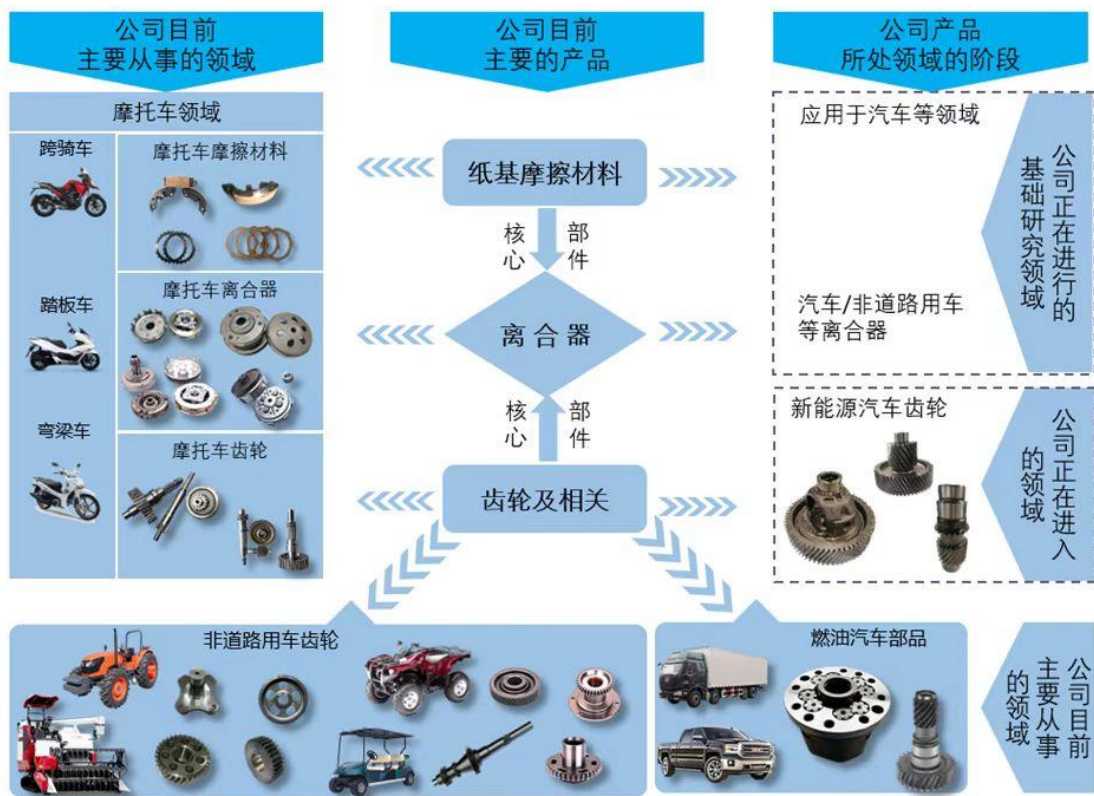 公司目前
主要从事的领域
公司目前
主要的产品
公司产品
所处领域的阶段
摩托车领域
跨骑车
踏板车
弯梁车
摩托车摩擦材料
摩托车离合器
摩托车齿轮
纸基摩擦材料
核心
部件
离合器
核心
部件
齿轮及相关
应用于汽车等领域
汽车/非道路用车
等离合器
公司正在进行的
基础研究领域
新能源汽车齿轮
公司正在进入
的领域
非道路用车齿轮
燃油汽车部品
公司目前
主要从事
的领域